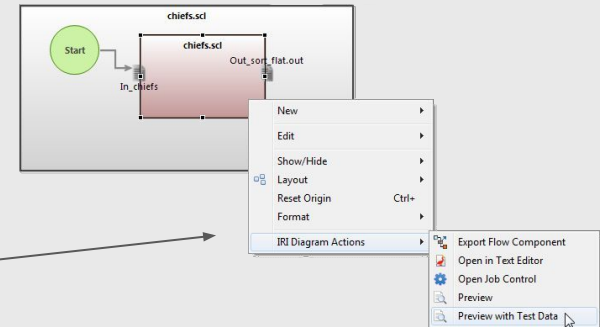 chiefs.scl
chiefs.scl
Start
Out_sort_flat.out
In_chiefs
New
Edit
Show/Hide
Layout
Reset Origin Ctrl+
Format
IRI Diagram Actions
Export Flow Component
Open in Text Editor
Open Job Control
Preview
Preview with Test Data